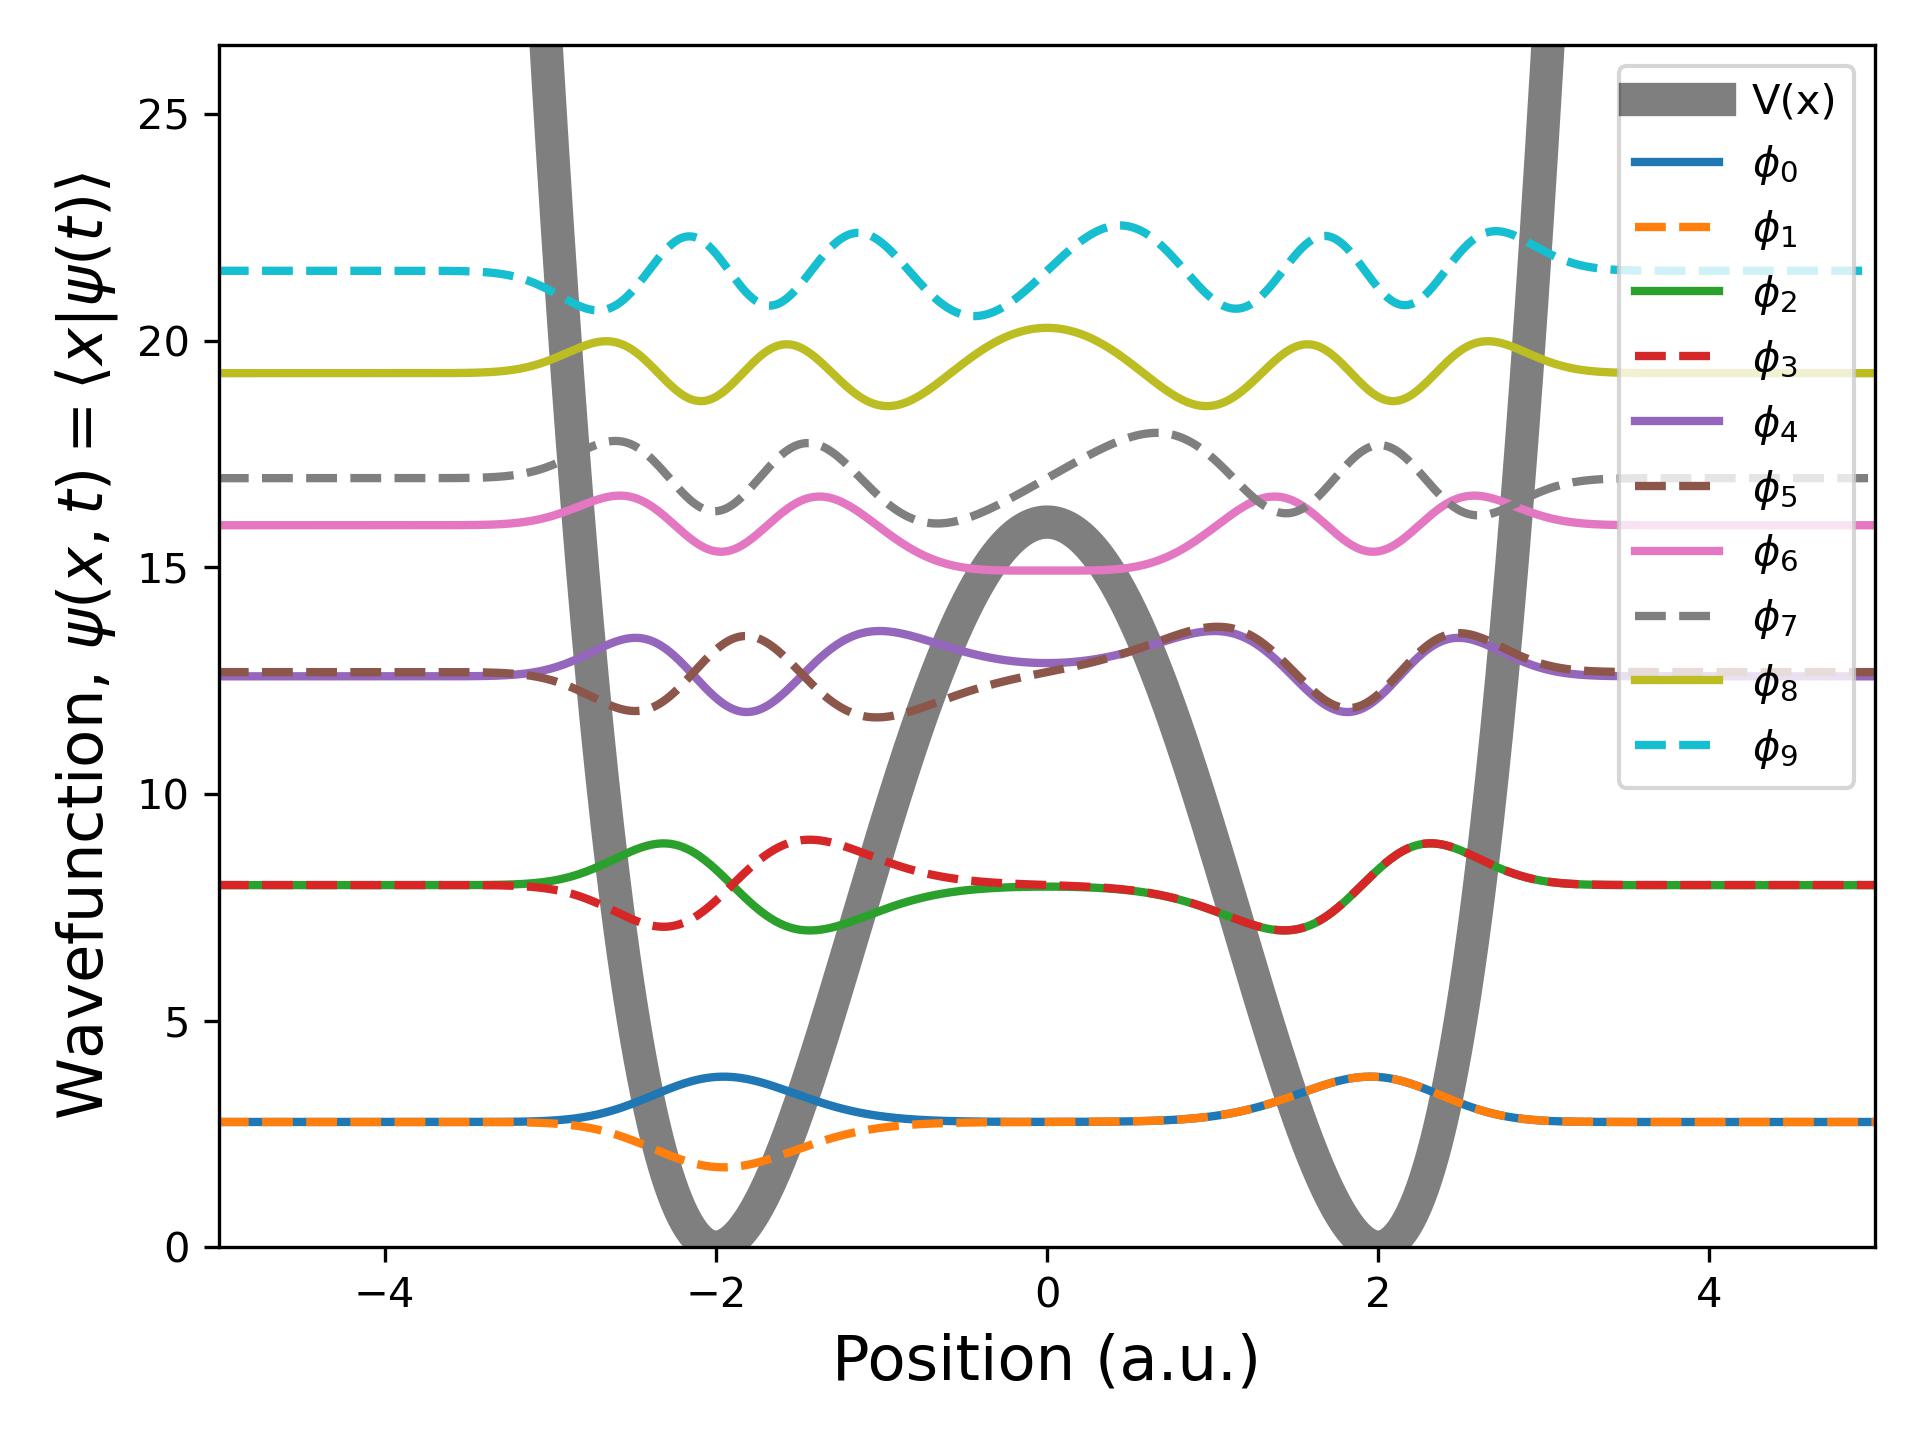 25
20
15
10
5
0
−4
−2
0
2
4
Wavefunction, ψ(x, t) = ⟨x|ψ(t)⟩
Position (a.u.)
V(x)
ϕ₀
ϕ₁
ϕ₂
ϕ₃
ϕ₄
ϕ₅
ϕ₆
ϕ₇
ϕ₈
ϕ₉